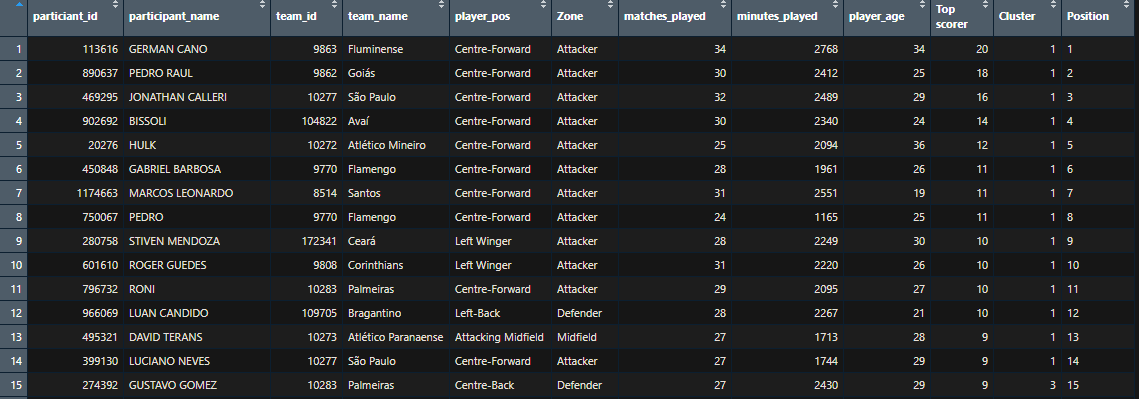 particiant_id participant_name team_id team_name player_pos Zone matches_played minutes_played player_age Top scorer Cluster Position
1 113616 GERMAN CANO 9863 Fluminense Centre-Forward Attacker 34 2768 34 20 1 1
2 890637 PEDRO RAUL 9862 Goiás Centre-Forward Attacker 30 2412 25 18 1 2
3 469295 JONATHAN CALLERI 10277 São Paulo Centre-Forward Attacker 32 2489 29 16 1 3
4 902692 BISSOLI 104822 Avaí Centre-Forward Attacker 30 2340 24 14 1 4
5 20276 HULK 10272 Atlético Mineiro Centre-Forward Attacker 25 2094 36 12 1 5
6 450848 GABRIEL BARBOSA 9770 Flamengo Centre-Forward Attacker 28 1961 26 11 1 6
7 1174663 MARCOS LEONARDO 8514 Santos Centre-Forward Attacker 31 2551 19 11 1 7
8 750067 PEDRO 9770 Flamengo Centre-Forward Attacker 24 1165 25 11 1 8
9 280758 STIVEN MENDOZA 172341 Ceará Left Winger Attacker 28 2249 30 10 1 9
10 601610 ROGER GUEDES 9808 Corinthians Left Winger Attacker 31 2220 26 10 1 10
11 796732 RONI 10283 Palmeiras Centre-Forward Attacker 29 2095 27 10 1 11
12 966069 LUAN CANDIDO 109705 Bragantino Left-Back Defender 28 2267 21 10 1 12
13 495321 DAVID TERANS 10273 Atlético Paranaense Attacking Midfield Midfield 27 1713 28 9 1 13
14 399130 LUCIANO NEVES 10277 São Paulo Centre-Forward Attacker 27 1744 29 9 1 14
15 274392 GUSTAVO GOMEZ 10283 Palmeiras Centre-Back Defender 27 2430 29 9 3 15